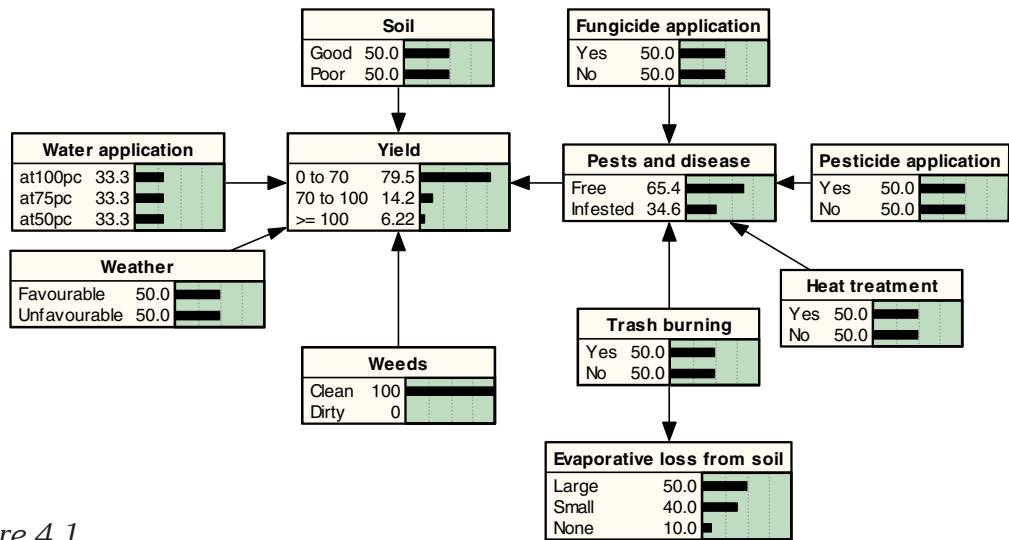 Soil
Good 50.0
Poor 50.0
Fungicide application
Yes 50.0
No 50.0
Water application
at100pc 33.3
at75pc 33.3
at50pc 33.3
Yield
0 to 70 79.5
70 to 100 14.2
>= 100 6.22
Pests and disease
Free 65.4
Infested 34.6
Pesticide application
Yes 50.0
No 50.0
Weather
Favourable 50.0
Unfavourable 50.0
Heat treatment
Yes 50.0
No 50.0
Trash burning
Yes 50.0
No 50.0
Weeds
Clean 100
Dirty 0
Evaporative loss from soil
Large 50.0
Small 40.0
None 10.0
re 4.1